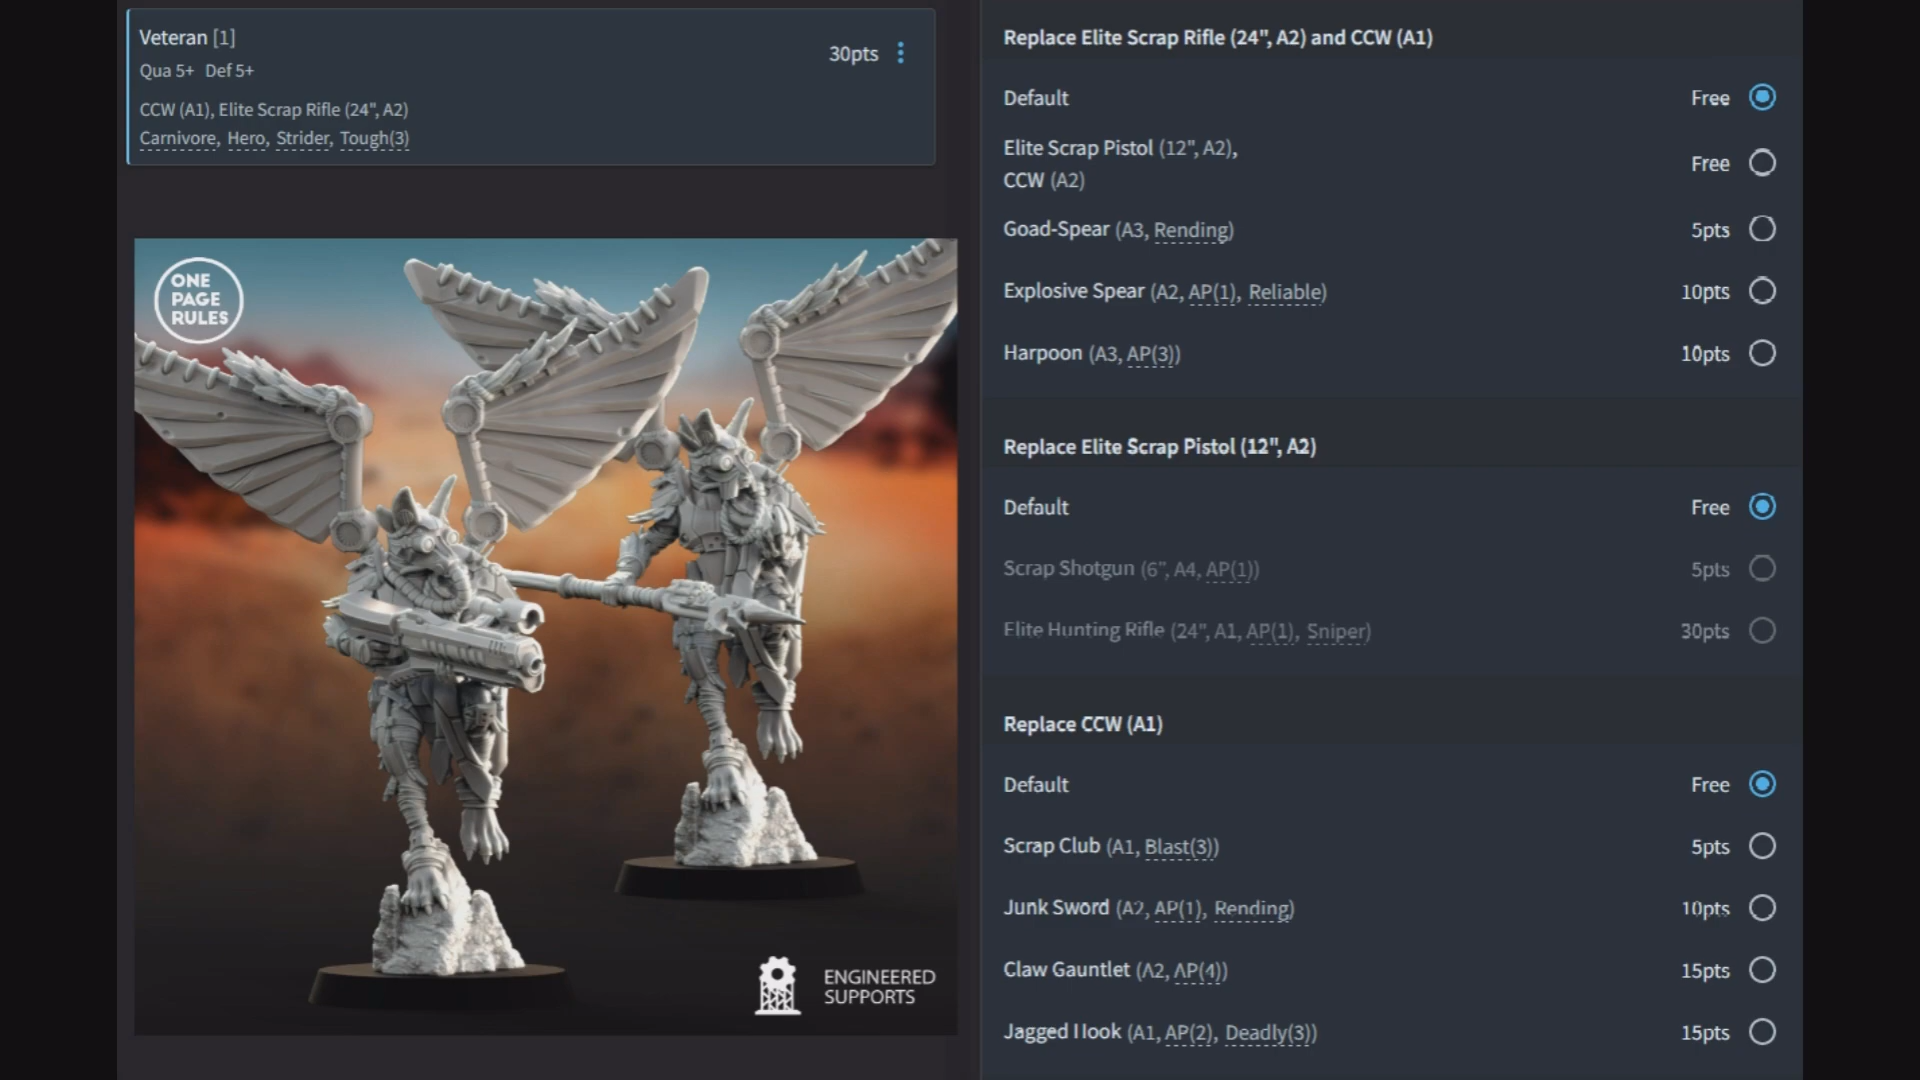 Veteran [1]
30pts
Qua 5+ Def 5+
CCW (A1), Elite Scrap Rifle (24", A2)
Carnivore, Hero, Strider, Tough(3)
ONE
PAGE
RULES
ENGINEERED
SUPPORTS
Replace Elite Scrap Rifle (24", A2) and CCW (A1)
Default Free
Elite Scrap Pistol (12", A2),
CCW (A2)
Free
Goad-Spear (A3, Rending) 5pts
Explosive Spear (A2, AP(1), Reliable) 10pts
Harpoon (A3, AP(3)) 10pts
Replace Elite Scrap Pistol (12", A2)
Default Free
Scrap Shotgun (6", A4, AP(1)) 5pts
Elite Hunting Rifle (24", A1, AP(1), Sniper) 30pts
Replace CCW (A1)
Default Free
Scrap Club (A1, Blast(3)) 5pts
Junk Sword (A2, AP(1), Rending) 10pts
Claw Gauntlet (A2, AP(4)) 15pts
Jagged Hook (A1, AP(2), Deadly(3)) 15pts